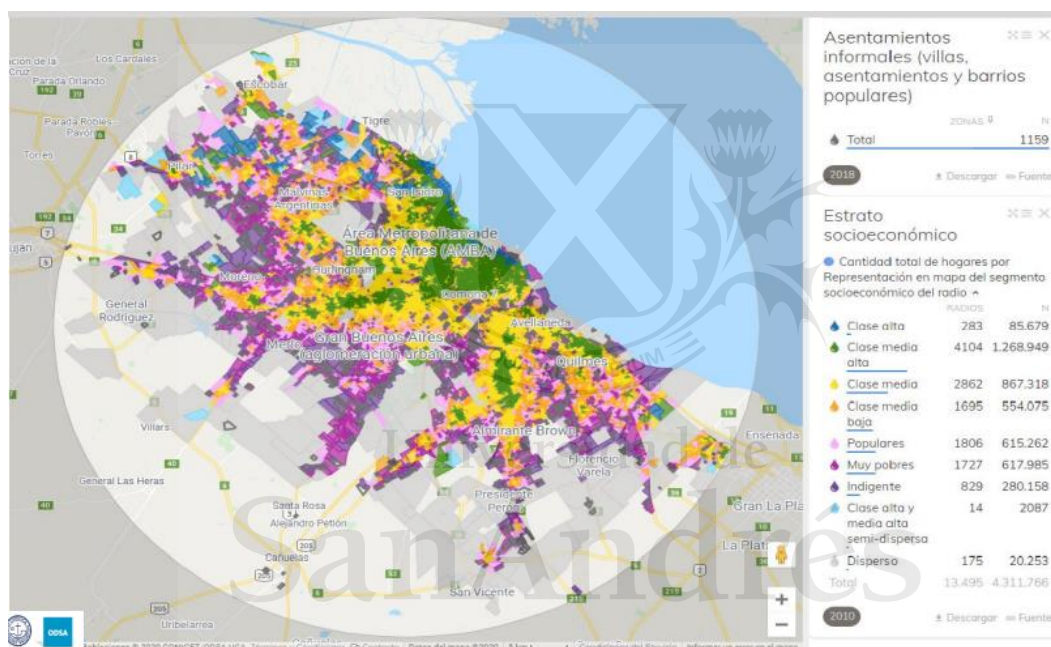 Asentamientos
informales (villas,
asentamientos y barrios
populares)
ZONAS N
Total 1159
2018 Descargar Fuente
Estrato
socioeconómico
Cantidad total de hogares por
Representación en mapa del segmento
socioeconómico del radio
RADIOS N
Clase alta 283 85.679
Clase media 4104 1.268.949
alta
Clase media 2862 867.318
Clase media 1695 554.075
baja
Populares 1806 615.262
Muy pobres 1727 617.985
Indigente 829 280.158
Clase alta y 14 2087
media alta
semi-dispersa
Disperso 175 20.253
Total 13.495 4.311.766
2010 Descargar Fuente
Los Cardales
Cruz
Parada Orlando
Parada Robles-
Pavón
Torres
Escobar
Tigre
Pilar
Malvinas
Argentinas
San Isidro
Área Metropolitana de
Buenos Aires (AMBA)
Moreno
Hurlingham
Comuna 7
General
Rodríguez
Avellaneda
Merlo
Gran Buenos Aires
(aglomeración urbana)
Quilmes
Villars
Almirante Brown
Ensenada
Florencio
Varela
General Las Heras
Presidente
Perón
Gran La Pla
Santa Rosa
Alejandro Petión
La Plat
Cañuelas
San Vicente
Uribelarrea
ODSA
Universidad de
SanAndrés